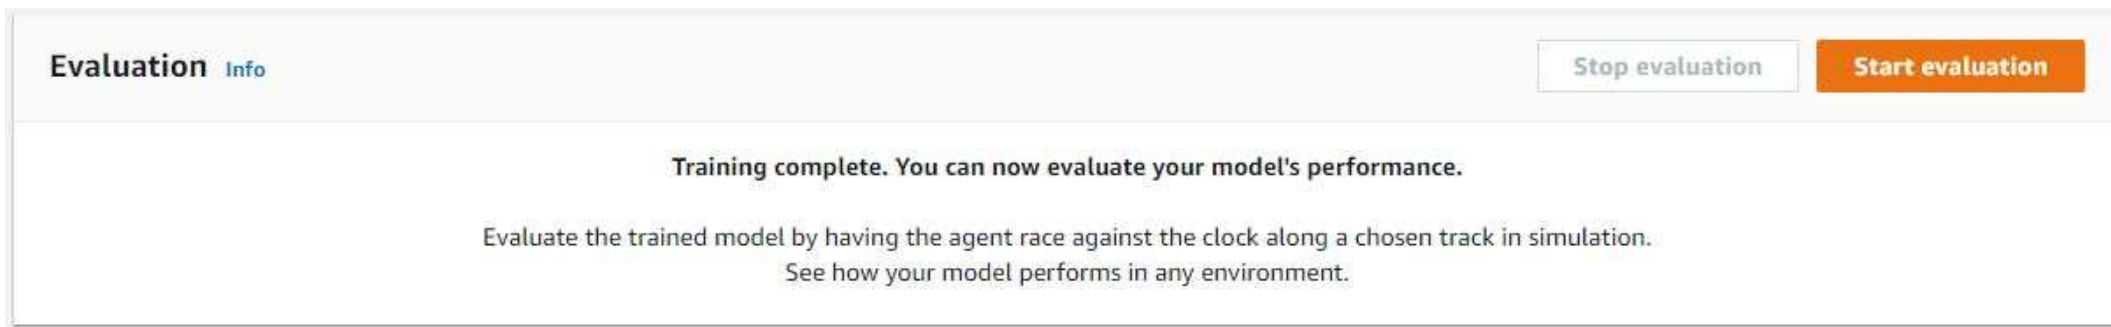 Evaluation Info
Stop evaluation
Start evaluation
Training complete. You can now evaluate your model's performance.
Evaluate the trained model by having the agent race against the clock along a chosen track in simulation.
See how your model performs in any environment.